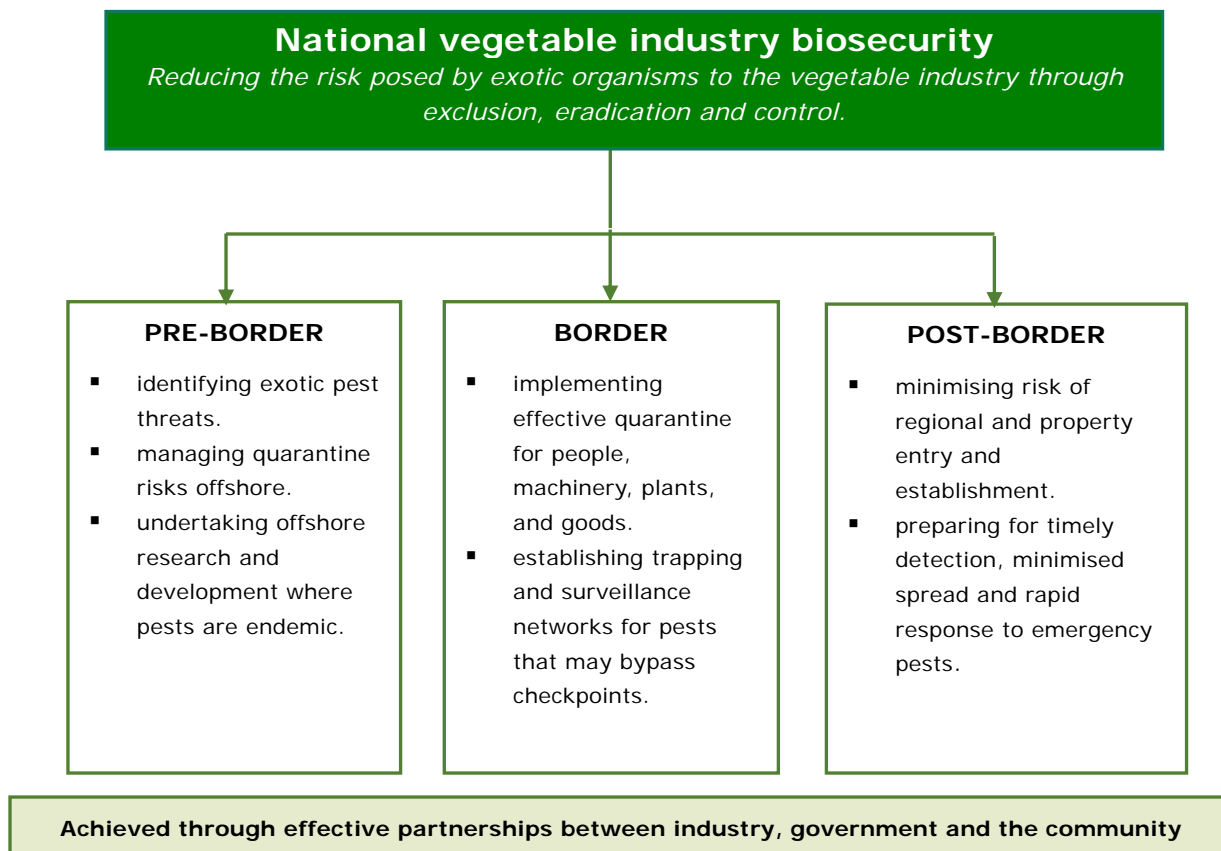 National vegetable industry biosecurity
Reducing the risk posed by exotic organisms to the vegetable industry through
exclusion, eradication and control.
PRE-BORDER
▪ identifying exotic pest
threats.
▪ managing quarantine
risks offshore.
▪ undertaking offshore
research and
development where
pests are endemic.
BORDER
▪ implementing
effective quarantine
for people,
machinery, plants,
and goods.
▪ establishing trapping
and surveillance
networks for pests
that may bypass
checkpoints.
POST-BORDER
▪ minimising risk of
regional and property
entry and
establishment.
▪ preparing for timely
detection, minimised
spread and rapid
response to emergency
pests.
Achieved through effective partnerships between industry, government and the community